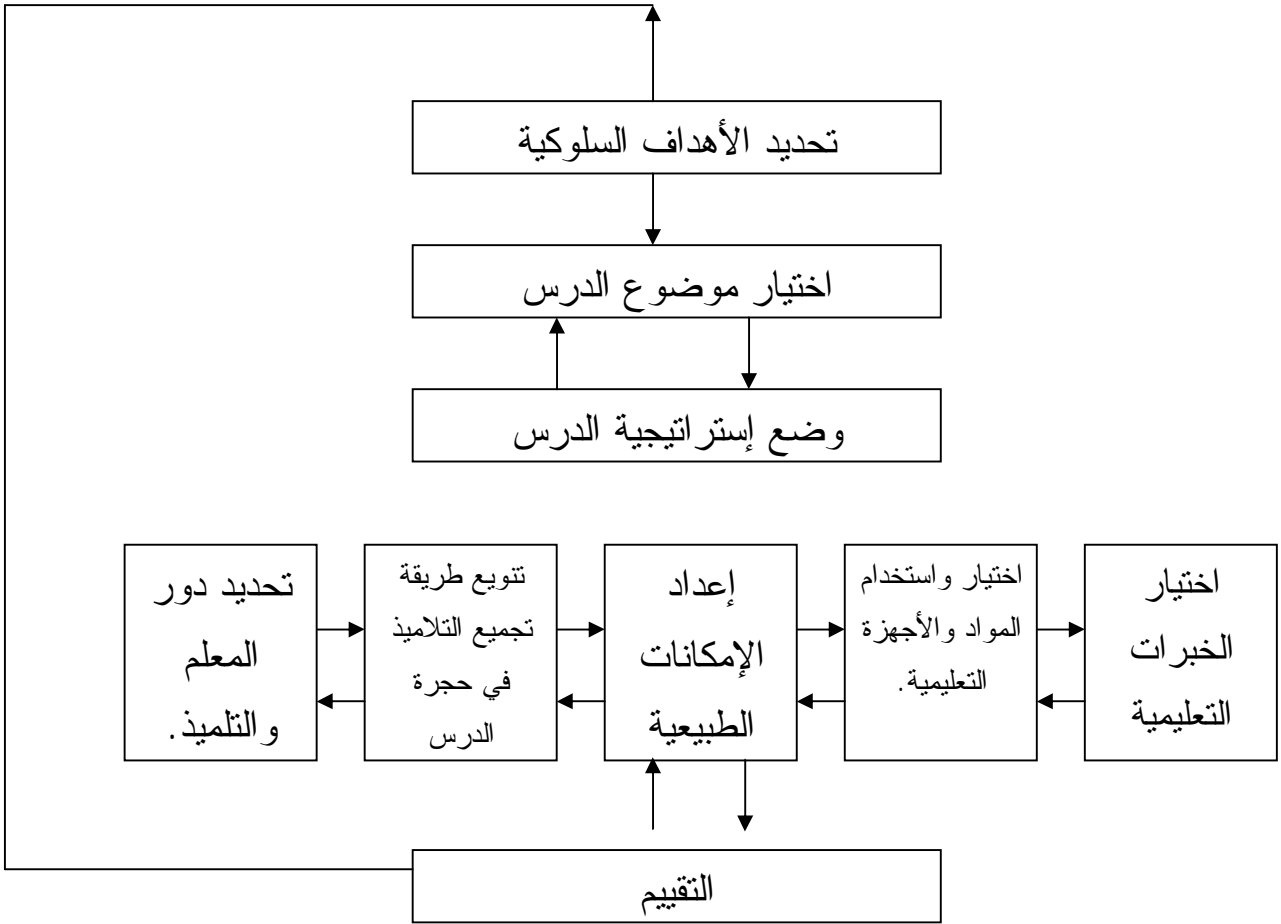 تحديد الأهداف السلوكية
اختيار موضوع الدرس
وضع إستراتيجية الدرس
اختيار
الخبرات
التعليمية
اختيار واستخدام
المواد والأجهزة
التعليمية.
إعداد
الإمكانات
الطبيعية
تنويع طريقة
تجميع التلاميذ
في حجرة
الدرس
تحديد دور
المعلم
والتلميذ.
التقييم